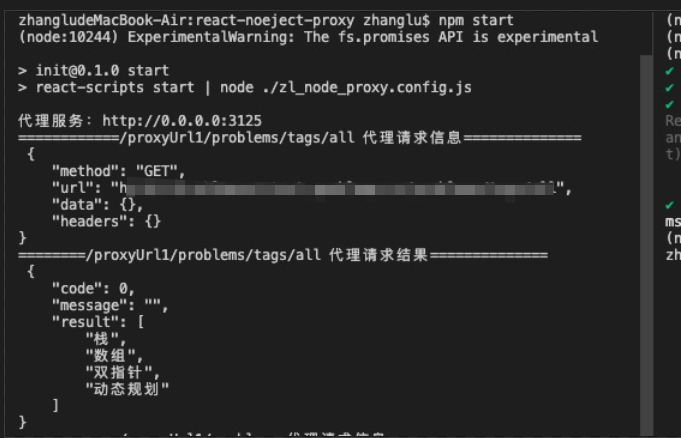 zhangludeMacBook-Air:react-noeject-proxy zhanglu$ npm start
(node:10244) ExperimentalWarning: The fs.promises API is experimental
> init@0.1.0 start
> react-scripts start | node ./zl_node_proxy.config.js
代理服务: http://0.0.0.0:3125
============/proxyUrl1/problems/tags/all 代理请求信息==============
{
"method": "GET",
"url": "h
",
"data": {},
"headers": {}
}
========/proxyUrl1/problems/tags/all 代理请求结果==============
{
"code": 0,
"message": "",
"result": [
"栈",
"数组",
"双指针",
"动态规划"
]
}
(n
(n
(n
✔
✔
✔
Re
an
t)
✔
ms
(n
zh